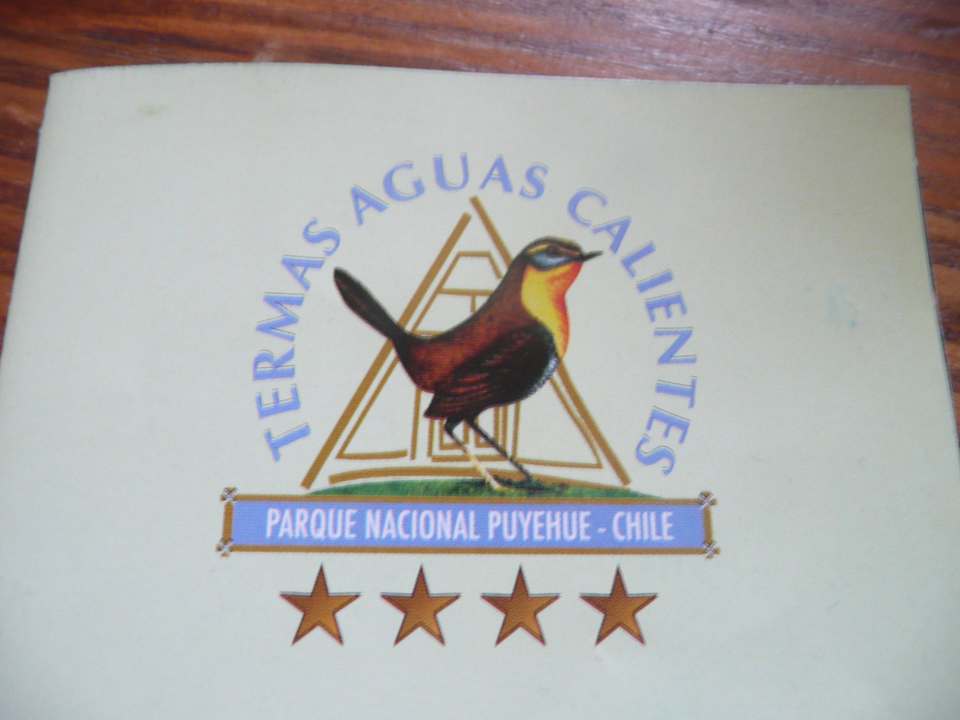 TERMAS AGUAS CALIENTES
PARQUE NACIONAL PUYEHUE - CHILE